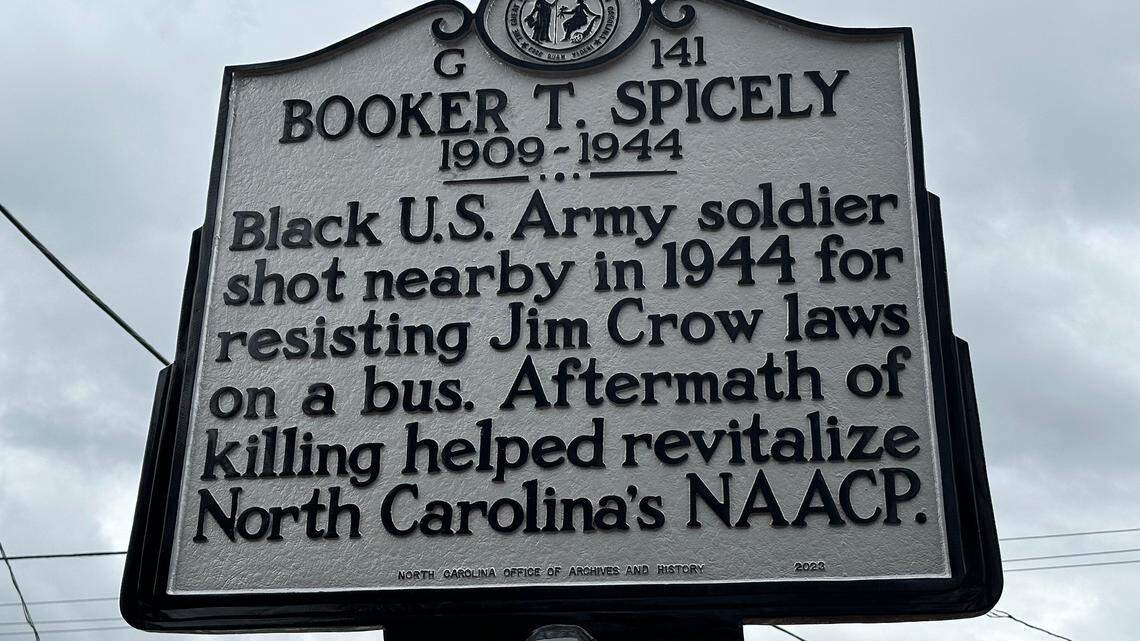 G 141
BOOKER T. SPICELY
1909-1944
Black U.S. Army soldier
shot nearby in 1944 for
resisting Jim Crow laws
on a bus. Aftermath of
killing helped revitalize
North Carolina's NAACP.
NORTH CAROLINA OFFICE OF ARCHIVES AND HISTORY 2023